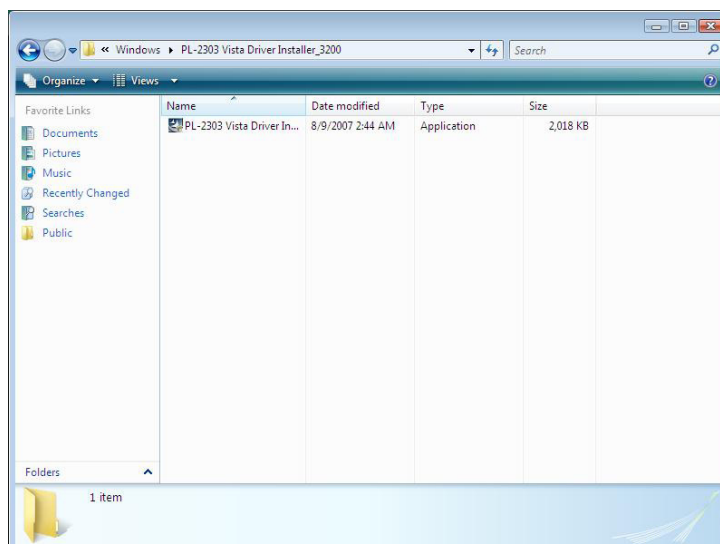 « Windows ▸ PL-2303 Vista Driver Installer_3200 Search
Organize Views
Favorite Links
Documents
Pictures
Music
Recently Changed
Searches
Public
Folders
Name Date modified Type Size
PL-2303 Vista Driver In... 8/9/2007 2:44 AM Application 2,018 KB
1 item